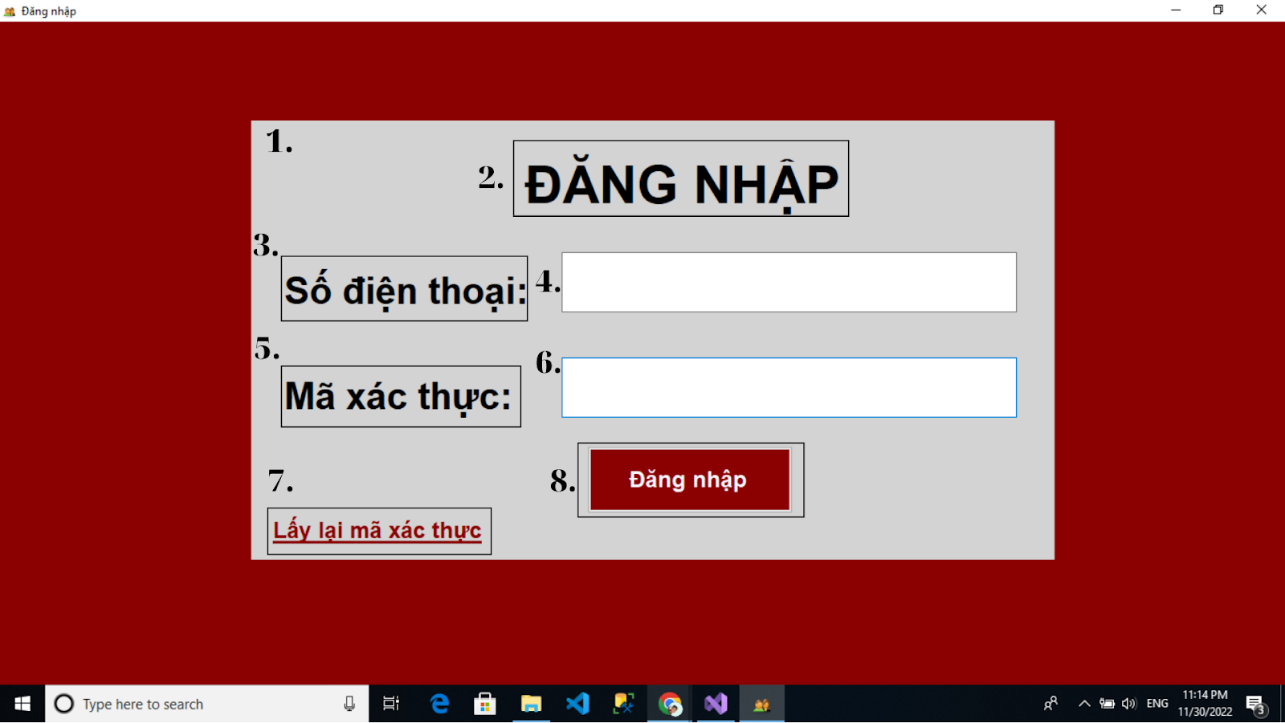 Đăng nhập
1.
2. ĐĂNG NHẬP
3.
Số điện thoại: 4.
5.
6.
Mã xác thực:
7.
8. Đăng nhập
Lấy lại mã xác thực
Type here to search
ENG
11:14 PM
11/30/2022
3